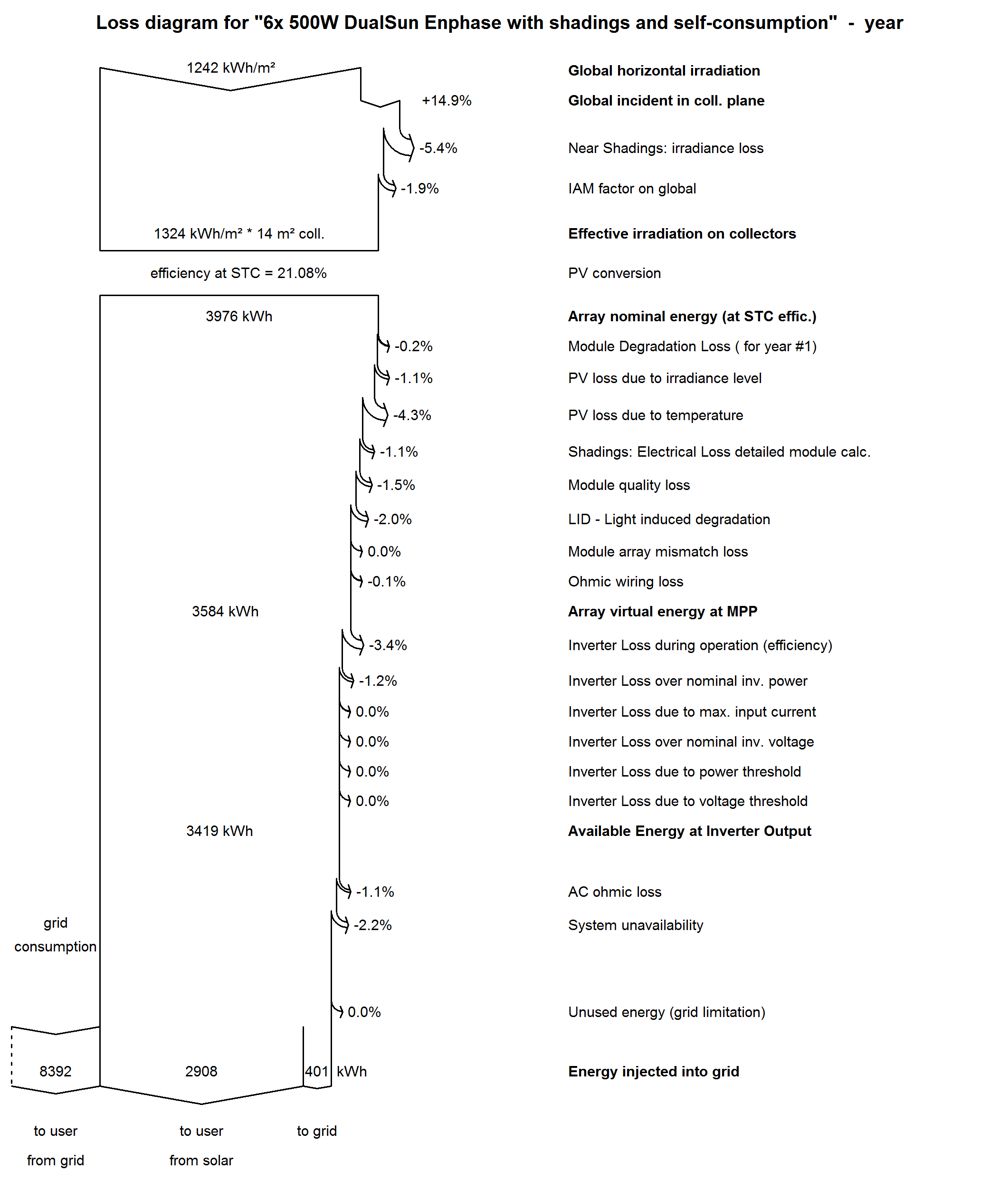 Loss diagram for "6x 500W DualSun Enphase with shadings and self-consumption" - year
1242 kWh/m² Global horizontal irradiation
+14.9% Global incident in coll. plane
-5.4% Near Shadings: irradiance loss
-1.9% IAM factor on global
1324 kWh/m² * 14 m² coll. Effective irradiation on collectors
efficiency at STC = 21.08% PV conversion
3976 kWh Array nominal energy (at STC effic.)
-0.2% Module Degradation Loss ( for year #1)
-1.1% PV loss due to irradiance level
-4.3% PV loss due to temperature
-1.1% Shadings: Electrical Loss detailed module calc.
-1.5% Module quality loss
-2.0% LID - Light induced degradation
0.0% Module array mismatch loss
-0.1% Ohmic wiring loss
3584 kWh Array virtual energy at MPP
-3.4% Inverter Loss during operation (efficiency)
-1.2% Inverter Loss over nominal inv. power
0.0% Inverter Loss due to max. input current
0.0% Inverter Loss over nominal inv. voltage
0.0% Inverter Loss due to power threshold
0.0% Inverter Loss due to voltage threshold
3419 kWh Available Energy at Inverter Output
-1.1% AC ohmic loss
grid -2.2% System unavailability
consumption
0.0% Unused energy (grid limitation)
8392 2908 401 kWh Energy injected into grid
to user to user to grid
from grid from solar